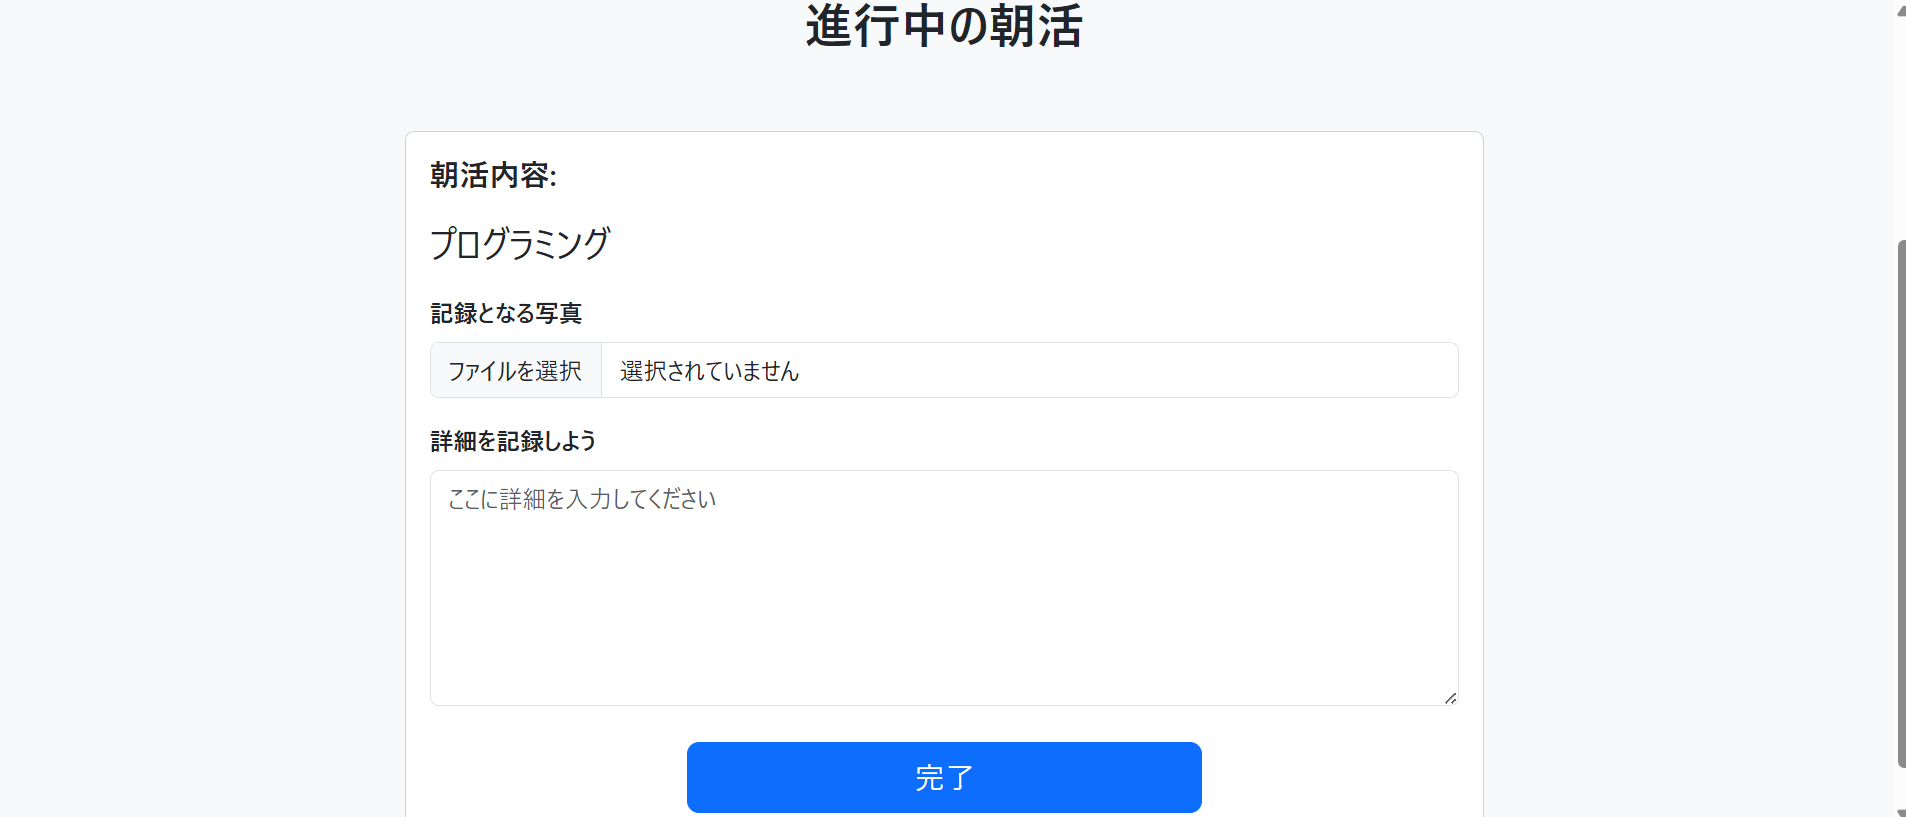 進行中の朝活
朝活内容:
プログラミング
記録となる写真
ファイルを選択 選択されていません
詳細を記録しよう
ここに詳細を入力してください
完了